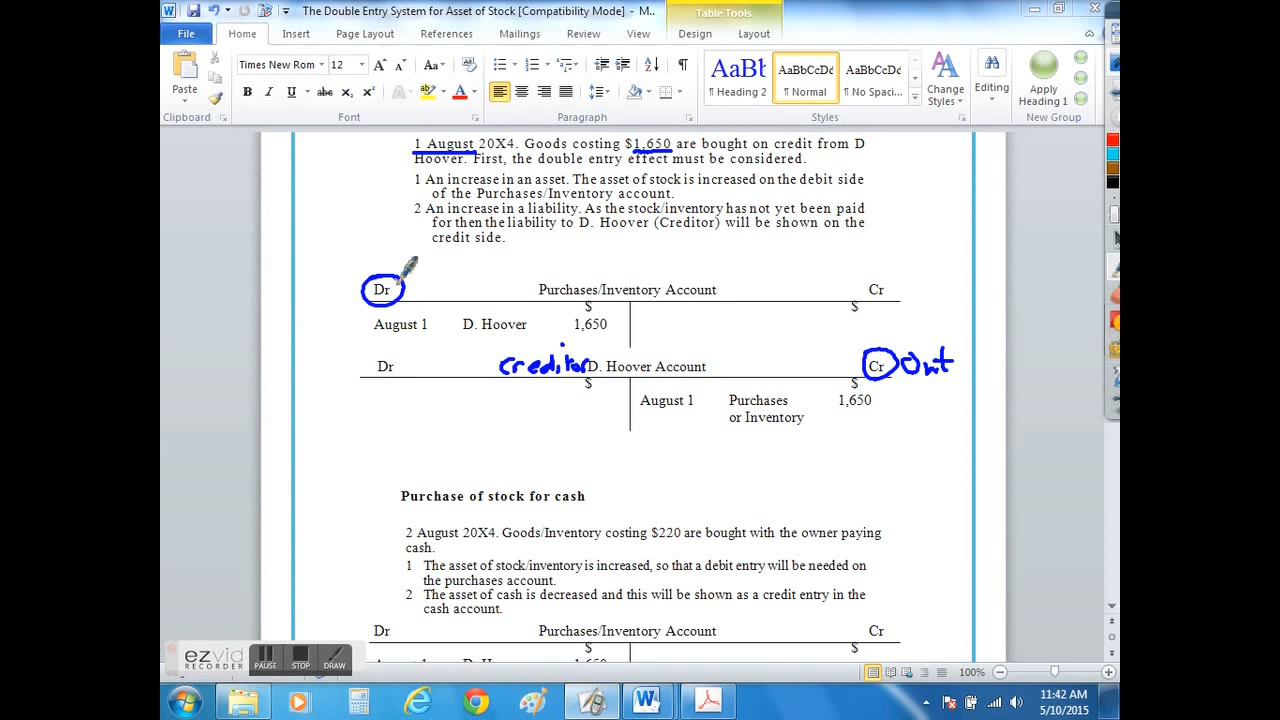 The Double Entry System for Asset of Stock [Compatibility Mode] - M..
Table Tools
File Home Insert Page Layout References Mailings Review View Design Layout
Times New Rom 12 Aa
AaBb AaBbCcDd AaBbCcDd
¶ Heading 2 ¶ Normal ¶ No Spaci...
Paste
B I U abc x₂ x² A ab A
Change
Styles
Editing
Apply
Heading 1
Clipboard Font Paragraph Styles New Group
1 August 20X4. Goods costing $1,650 are bought on credit from D
Hoover. First, the double entry effect must be considered.
1 An increase in an asset. The asset of stock is increased on the debit side
of the Purchases/Inventory account.
2 An increase in a liability. As the stock/inventory has not yet been paid
for then the liability to D. Hoover (Creditor) will be shown on the
credit side.
Dr Purchases/Inventory Account Cr
$ $
August 1 D. Hoover 1,650
Dr creditor D. Hoover Account Cr
$ $
August 1 Purchases 1,650
or Inventory
Purchase of stock for cash
2 August 20X4. Goods/Inventory costing $220 are bought with the owner paying
cash.
1 The asset of stock/inventory is increased, so that a debit entry will be needed on
the purchases account.
2 The asset of cash is decreased and this will be shown as a credit entry in the
cash account.
Dr Purchases/Inventory Account Cr
$ $
ezvid
RECORDER
PAUSE STOP DRAW
100%
11:42 AM
5/10/2015